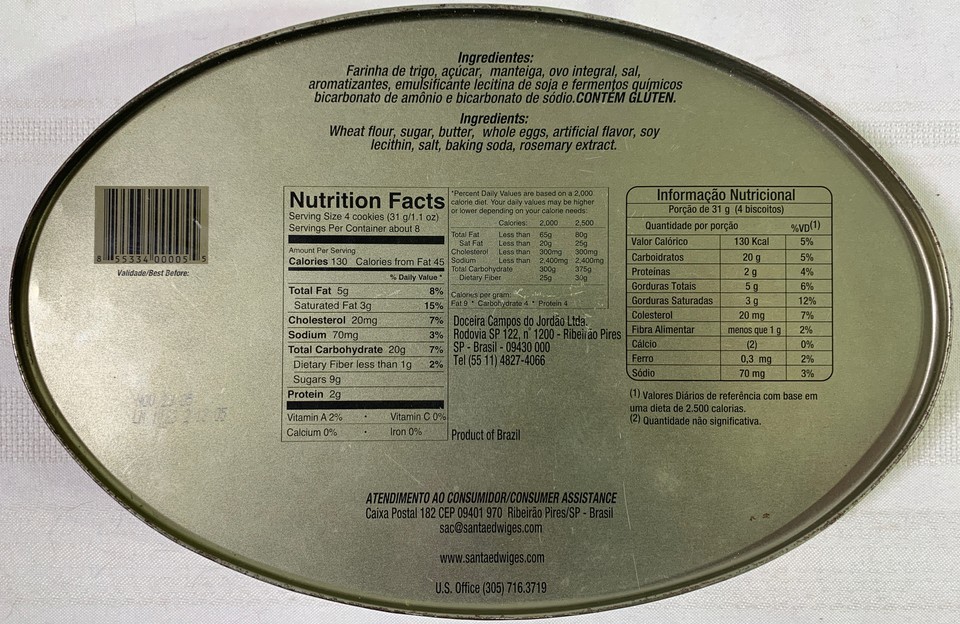 Ingredientes:
Farinha de trigo, açúcar, manteiga, ovo integral, sal,
aromatizantes, emulsificante lecitina de soja e fermentos químicos
bicarbonato de amônio e bicarbonato de sódio.CONTÉM GLÚTEN.
Ingredients:
Wheat flour, sugar, butter, whole eggs, artificial flavor, soy
lecithin, salt, baking soda, rosemary extract.
8 55334 00005 5
Validade/Best Before:
Nutrition Facts
Serving Size 4 cookies (31 g/1.1 oz)
Servings Per Container about 8
Amount Per Serving
Calories 130 Calories from Fat 45
% Daily Value *
Total Fat 5g 8%
Saturated Fat 3g 15%
Cholesterol 20mg 7%
Sodium 70mg 3%
Total Carbohydrate 20g 7%
Dietary Fiber less than 1g 2%
Sugars 9g
Protein 2g
Vitamin A 2% • Vitamin C 0%
Calcium 0% • Iron 0%
*Percent Daily Values are based on a 2,000
calorie diet. Your daily values may be higher
or lower depending on your calorie needs:
Calories: 2,000 2,500
Total Fat Less than 65g 80g
Sat Fat Less than 20g 25g
Cholesterol Less than 300mg 300mg
Sodium Less than 2,400mg 2,400mg
Total Carbohydrate 300g 375g
Dietary Fiber 25g 30g
Calories per gram:
Fat 9 * Carbohydrate 4 * Protein 4
Doceira Campos do Jordão Ltda.
Rodovia SP 122, n° 1200 - Ribeirão Pires
SP - Brasil - 09430 000
Tel (55 11) 4827-4066
Product of Brazil
Informação Nutricional
Porção de 31 g (4 biscoitos)
Quantidade por porção %VD(1)
Valor Calórico 130 Kcal 5%
Carboidratos 20 g 5%
Proteinas 2 g 4%
Gorduras Totais 5 g 6%
Gorduras Saturadas 3 g 12%
Colesterol 20 mg 7%
Fibra Alimentar menos que 1 g 2%
Cálcio (2) 0%
Ferro 0,3 mg 2%
Sódio 70 mg 3%
(1) Valores Diários de referência com base em
uma dieta de 2.500 calorias.
(2) Quantidade não significativa.
ATENDIMENTO AO CONSUMIDOR/CONSUMER ASSISTANCE
Caixa Postal 182 CEP 09401 970 Ribeirão Pires/SP - Brasil
sac@santaedwiges.com
www.santaedwiges.com
U.S. Office (305) 716.3719